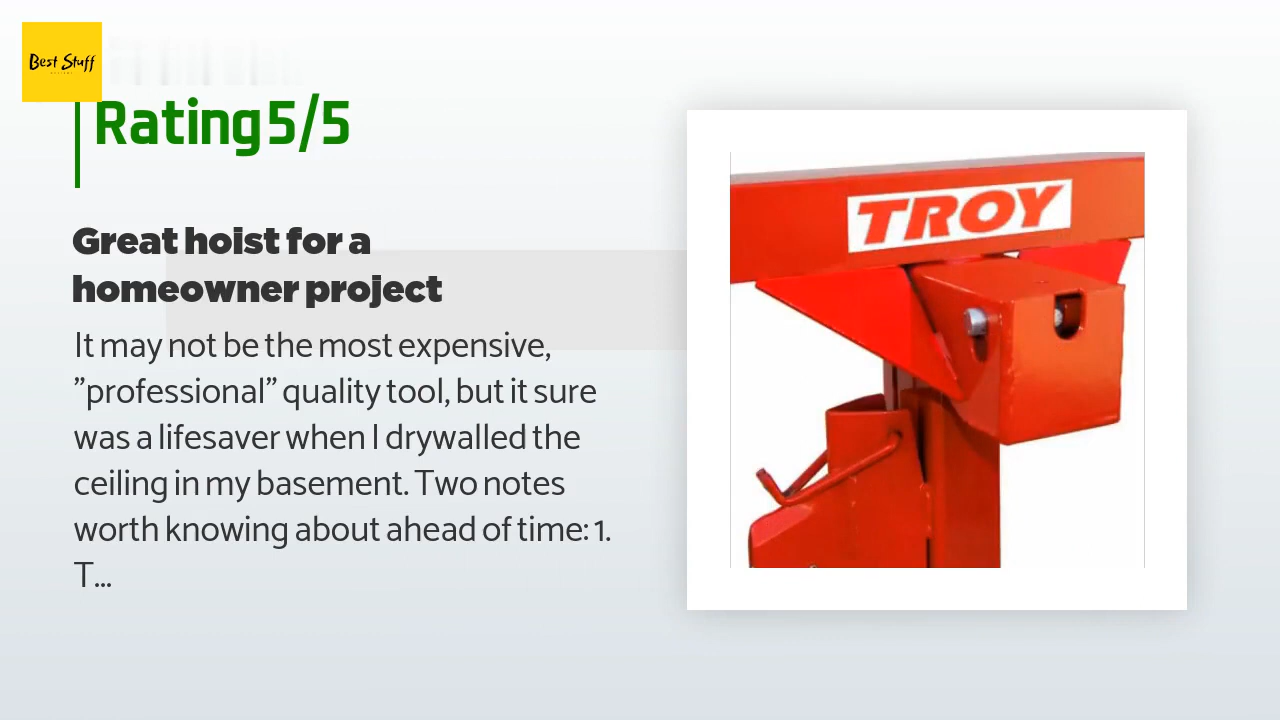 Best Stuff
Rating 5/5
Great hoist for a
homeowner project
It may not be the most expensive,
”professional” quality tool, but it sure
was a lifesaver when I drywalled the
ceiling in my basement. Two notes
worth knowing about ahead of time: 1.
T...
TROY